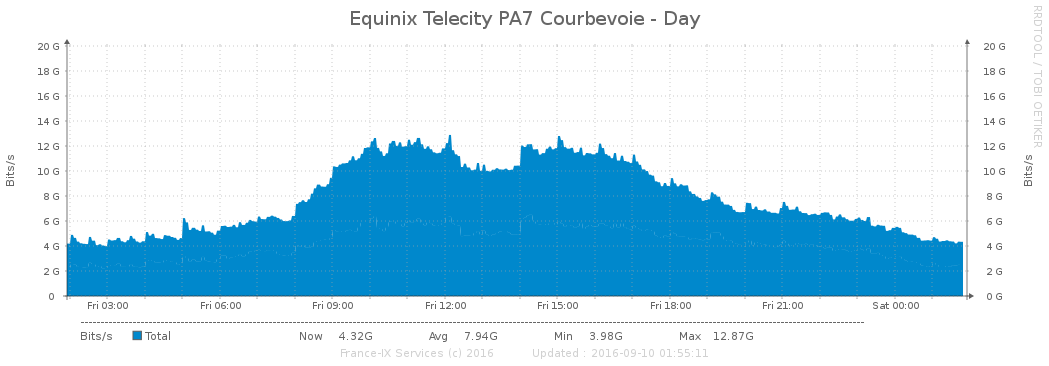 Equinix Telecity PA7 Courbevoie - Day
RRDTOOL / TOBI OETIKER
Bits/s
20 G 20 G
18 G 18 G
16 G 16 G
14 G 14 G
12 G 12 G
10 G 10 G
8 G 8 G
6 G 6 G
4 G 4 G
2 G 2 G
0 0 G
Bits/s
Fri 03:00 Fri 06:00 Fri 09:00 Fri 12:00 Fri 15:00 Fri 18:00 Fri 21:00 Sat 00:00
Bits/s Total Now 4.32G Avg 7.94G Min 3.98G Max 12.87G
France-IX Services (c) 2016 Updated : 2016-09-10 01:55:11